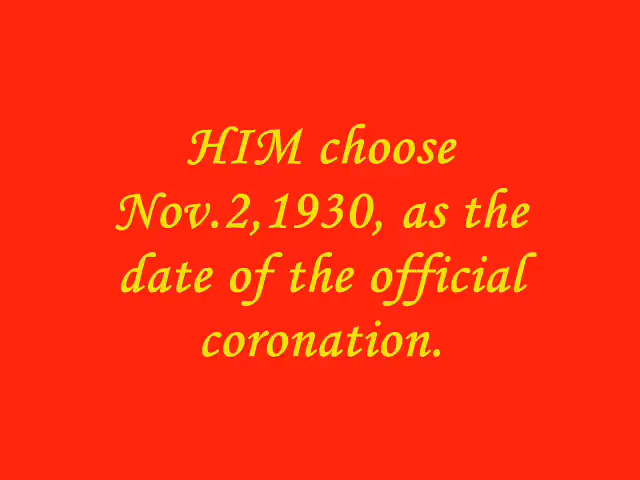 HIM choose
Nov.2,1930, as the
date of the official
coronation.